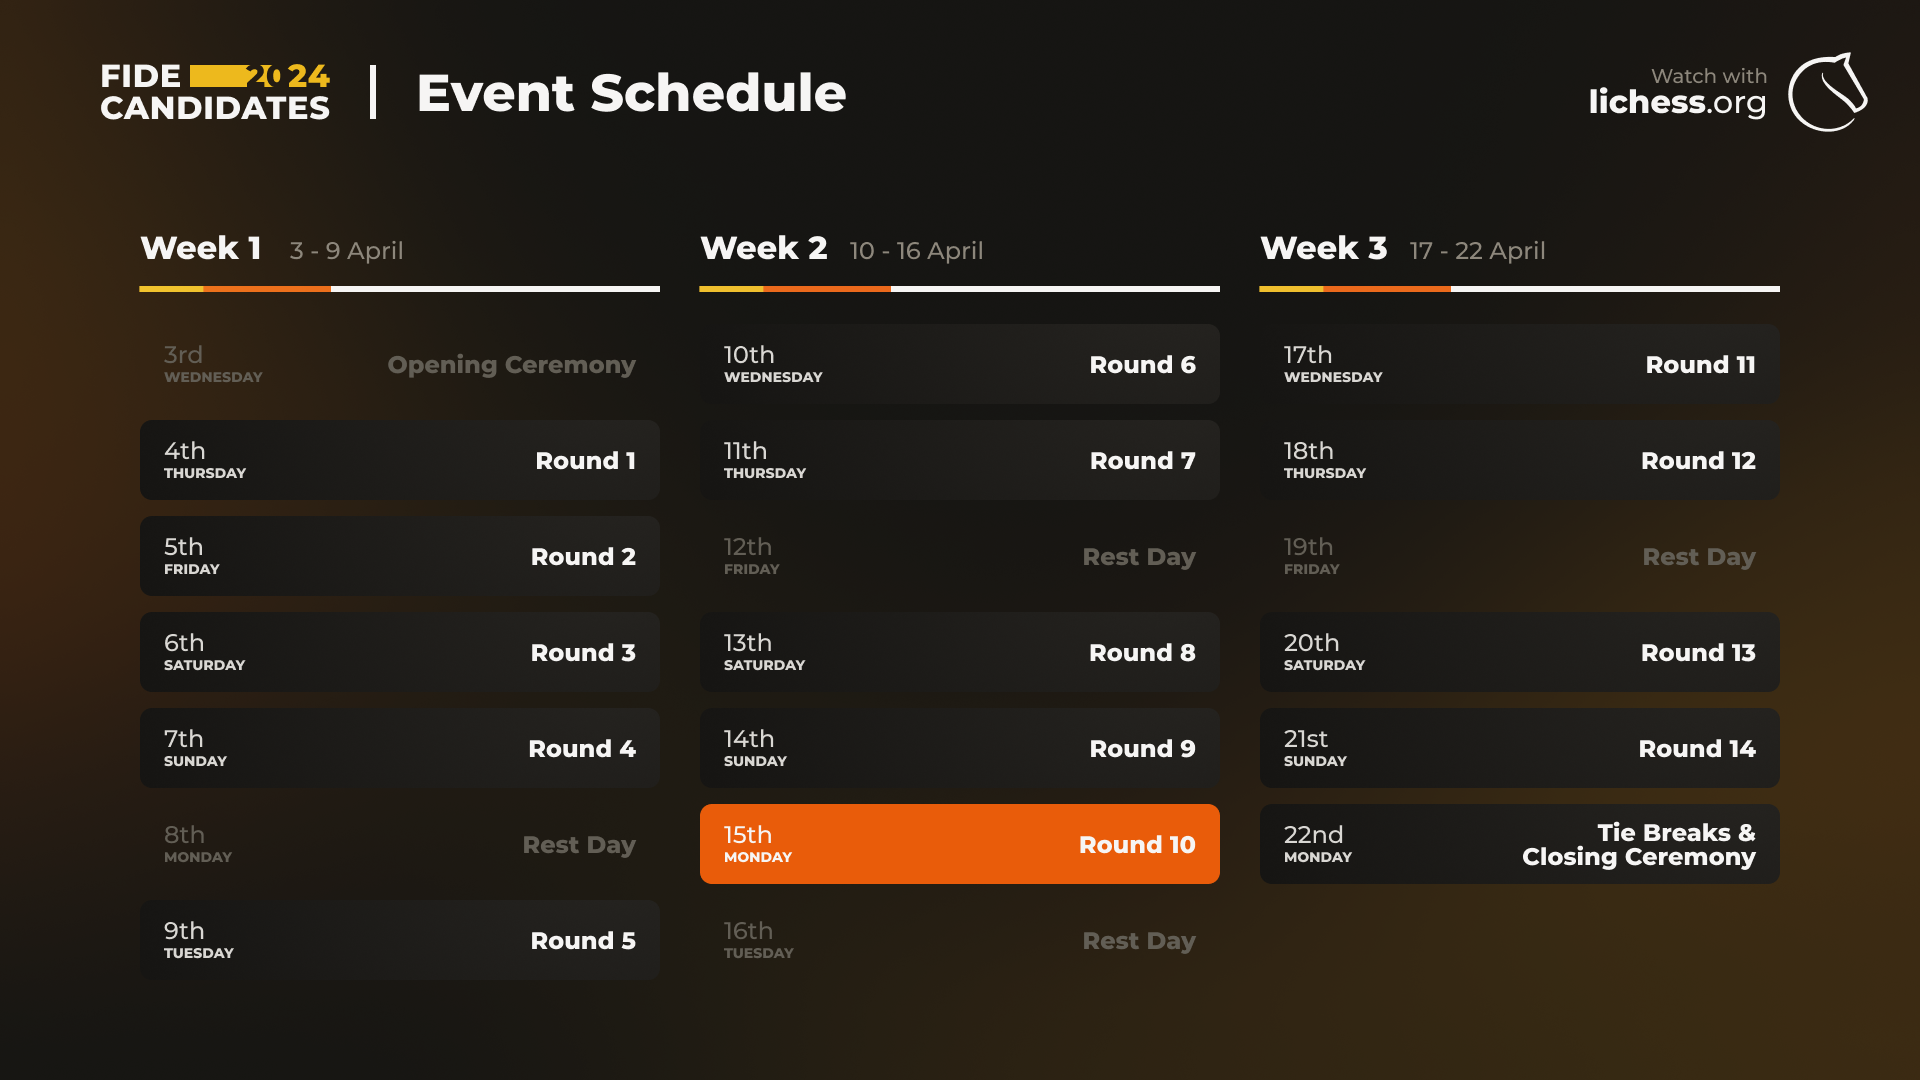 FIDE 2024
CANDIDATES
Event Schedule
Watch with
lichess.org
Week 1 3 - 9 April
3rd
WEDNESDAY
Opening Ceremony
4th
THURSDAY
Round 1
5th
FRIDAY
Round 2
6th
SATURDAY
Round 3
7th
SUNDAY
Round 4
8th
MONDAY
Rest Day
9th
TUESDAY
Round 5
Week 2 10 - 16 April
10th
WEDNESDAY
Round 6
11th
THURSDAY
Round 7
12th
FRIDAY
Rest Day
13th
SATURDAY
Round 8
14th
SUNDAY
Round 9
15th
MONDAY
Round 10
16th
TUESDAY
Rest Day
Week 3 17 - 22 April
17th
WEDNESDAY
Round 11
18th
THURSDAY
Round 12
19th
FRIDAY
Rest Day
20th
SATURDAY
Round 13
21st
SUNDAY
Round 14
22nd
MONDAY
Tie Breaks &
Closing Ceremony